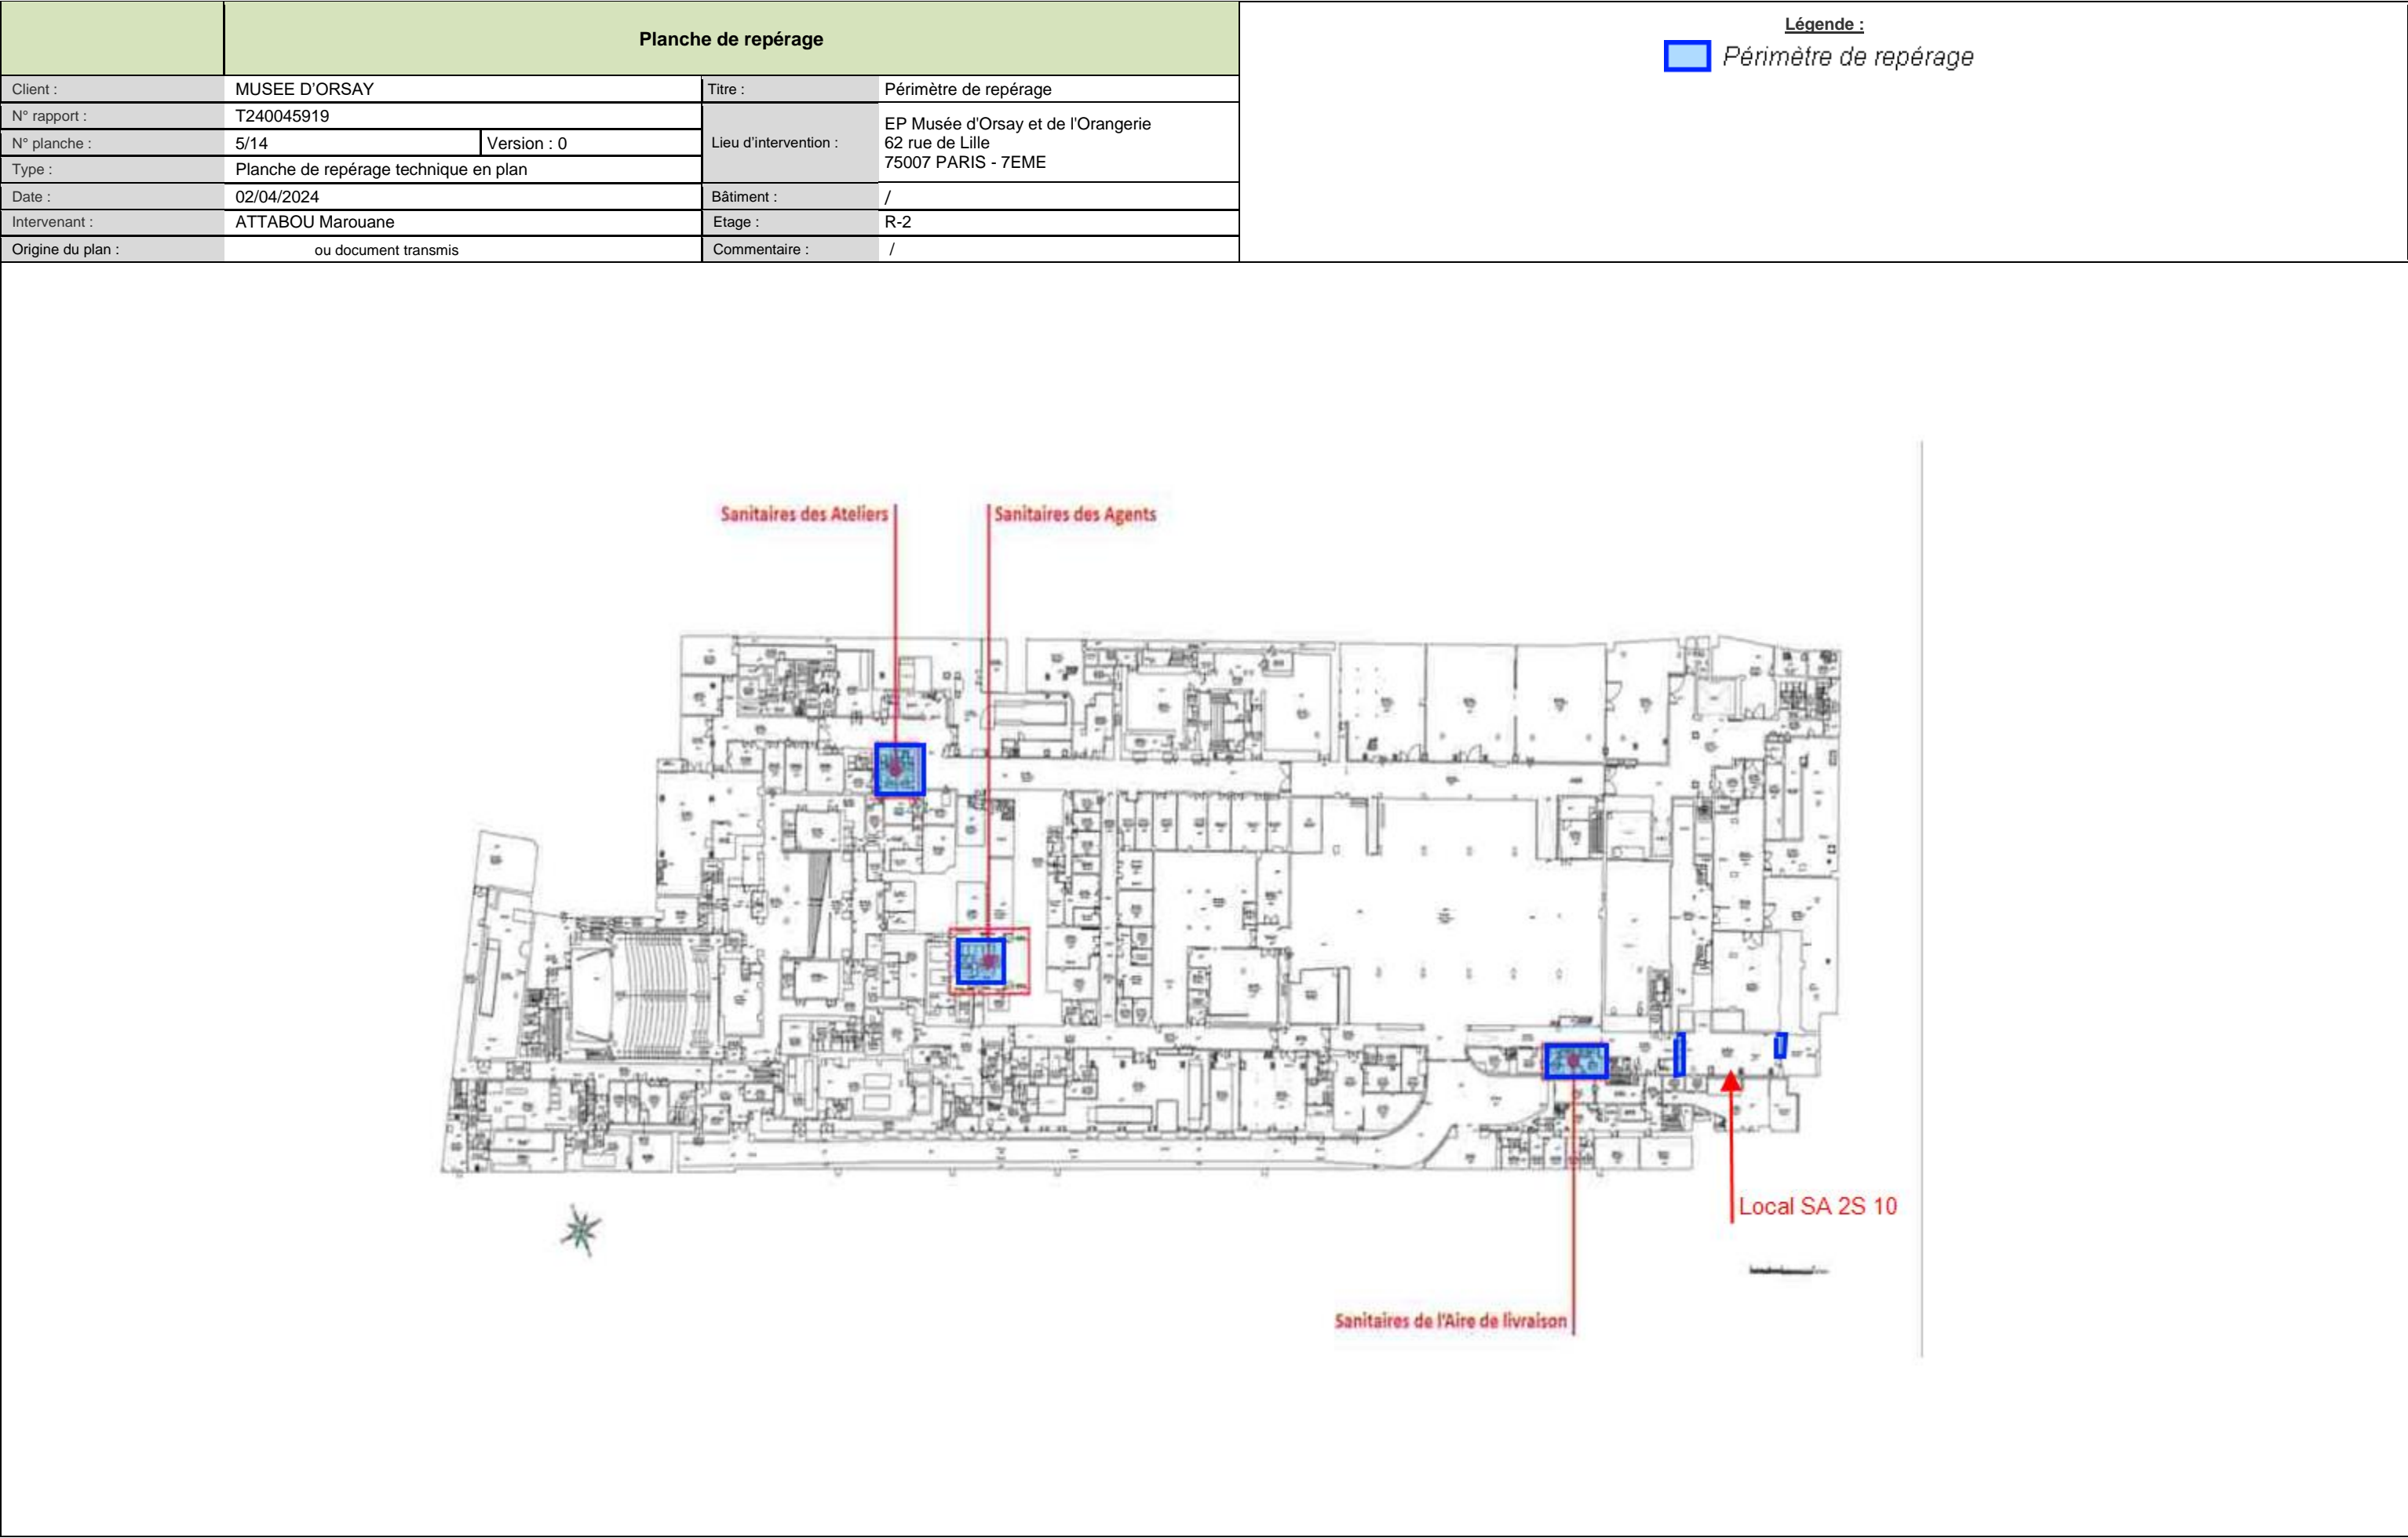 Planche de repérage
Légende :
Périmètre de repérage
Client :
MUSEE D'ORSAY
Titre :
Périmètre de repérage
N° rapport :
T240045919
Lieu d'intervention :
EP Musée d'Orsay et de l'Orangerie
62 rue de Lille
75007 PARIS - 7EME
N° planche :
5/14
Version : 0
Type :
Planche de repérage technique en plan
Date :
02/04/2024
Bâtiment :
/
Intervenant :
ATTABOU Marouane
Etage :
R-2
Origine du plan :
ou document transmis
Commentaire :
/
Sanitaires des Ateliers
Sanitaires des Agents
Local SA 2S 10
Sanitaires de l'Aire de livraison